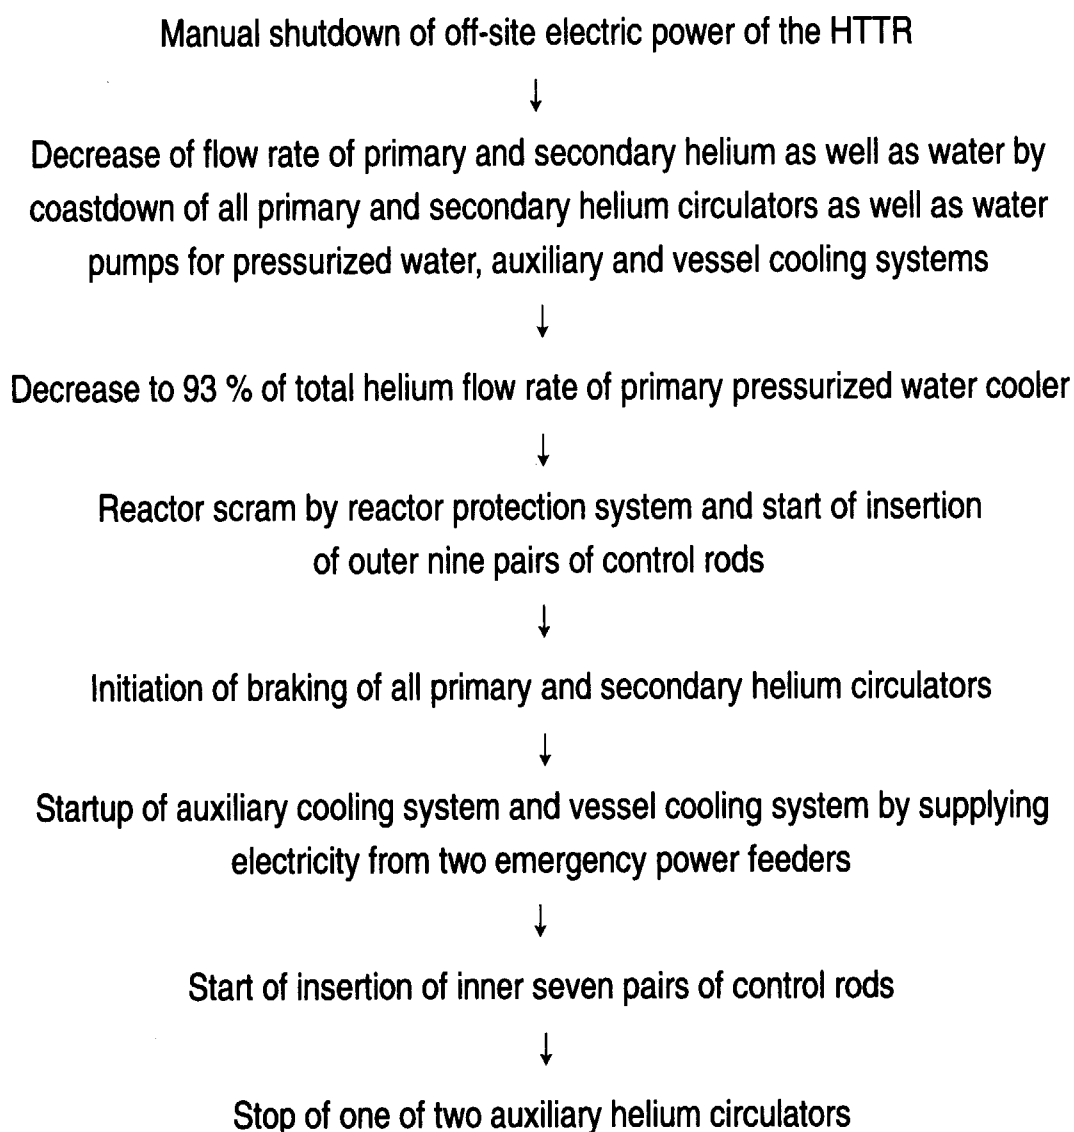 Manual shutdown of off-site electric power of the HTTR
↓
Decrease of flow rate of primary and secondary helium as well as water by
coastdown of all primary and secondary helium circulators as well as water
pumps for pressurized water, auxiliary and vessel cooling systems
↓
Decrease to 93 % of total helium flow rate of primary pressurized water cooler
↓
Reactor scram by reactor protection system and start of insertion
of outer nine pairs of control rods
↓
Initiation of braking of all primary and secondary helium circulators
↓
Startup of auxiliary cooling system and vessel cooling system by supplying
electricity from two emergency power feeders
↓
Start of insertion of inner seven pairs of control rods
↓
Stop of one of two auxiliary helium circulators